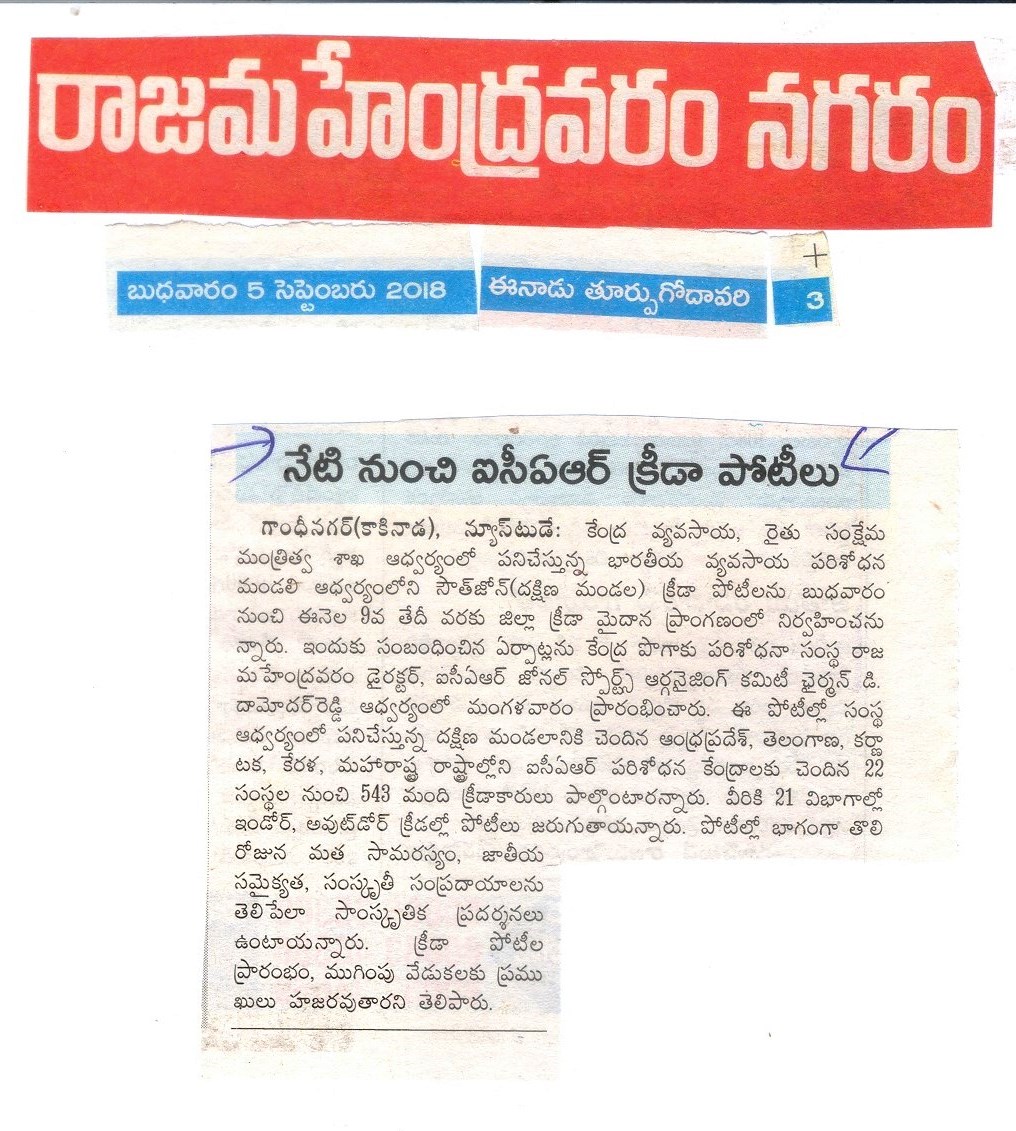 రాజమహేంద్రవరం నగరం
బుధవారం 5 సెప్టెంబరు 2018 ఈనాడు తూర్పుగోదావరి 3
నేటి నుంచి ఐసీఏఆర్ క్రీడా పోటీలు
గాంధీనగర్(కాకినాడ), న్యూస్‌టుడే: కేంద్ర వ్యవసాయ, రైతు సంక్షేమ
మంత్రిత్వ శాఖ ఆధ్వర్యంలో పనిచేస్తున్న భారతీయ వ్యవసాయ పరిశోధన
మండలి ఆధ్వర్యంలోని సౌత్‌జోన్(దక్షిణ మండల) క్రీడా పోటీలను బుధవారం
నుంచి ఈనెల 9వ తేదీ వరకు జిల్లా క్రీడా మైదాన ప్రాంగణంలో నిర్వహించను
న్నారు. ఇందుకు సంబంధించిన ఏర్పాట్లను కేంద్ర పొగాకు పరిశోధనా సంస్థ రాజ
మహేంద్రవరం డైరక్టర్, ఐసీఏఆర్ జోనల్ స్పోర్ట్స్ ఆర్గనైజింగ్ కమిటీ ఛైర్మన్ డి.
దామోదర్‌రెడ్డి ఆధ్వర్యంలో మంగళవారం ప్రారంభించారు. ఈ పోటీల్లో సంస్థ
ఆధ్వర్యంలో పనిచేస్తున్న దక్షిణ మండలానికి చెందిన ఆంధ్రప్రదేశ్, తెలంగాణ, కర్ణా
టక, కేరళ, మహారాష్ట్ర రాష్ట్రాల్లోని ఐసీఏఆర్ పరిశోధన కేంద్రాలకు చెందిన 22
సంస్థల నుంచి 543 మంది క్రీడాకారులు పాల్గొంటారన్నారు. వీరికి 21 విభాగాల్లో
ఇండోర్, అవుట్‌డోర్ క్రీడల్లో పోటీలు జరుగుతాయన్నారు. పోటీల్లో భాగంగా తొలి
రోజున మత సామరస్యం, జాతీయ
సమైక్యత, సంస్కృతీ సంప్రదాయాలను
తెలిపేలా సాంస్కృతిక ప్రదర్శనలు
ఉంటాయన్నారు. క్రీడా పోటీల
ప్రారంభం, ముగింపు వేడుకలకు ప్రము
ఖులు హజరవుతారని తెలిపారు.